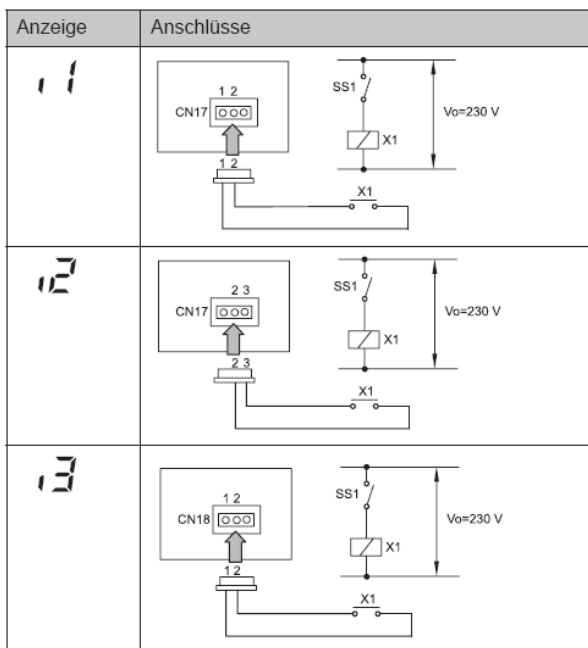 Anzeige Anschlüsse
i1
1 2
CN17
1 2
X1
SS1
X1
Vo=230 V
i2
2 3
CN17
2 3
X1
SS1
X1
Vo=230 V
i3
1 2
CN18
1 2
X1
SS1
X1
Vo=230 V